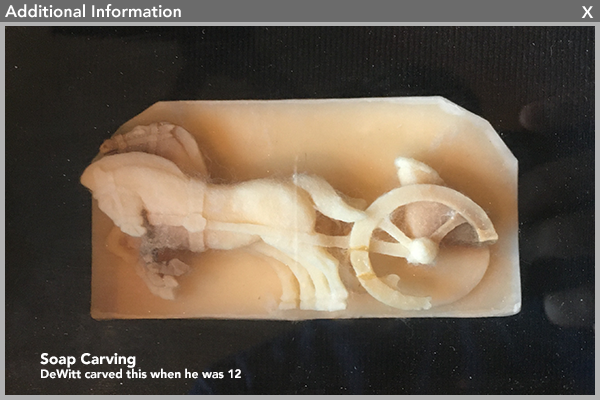 Additional Information X
Soap Carving
DeWitt carved this when he was 12